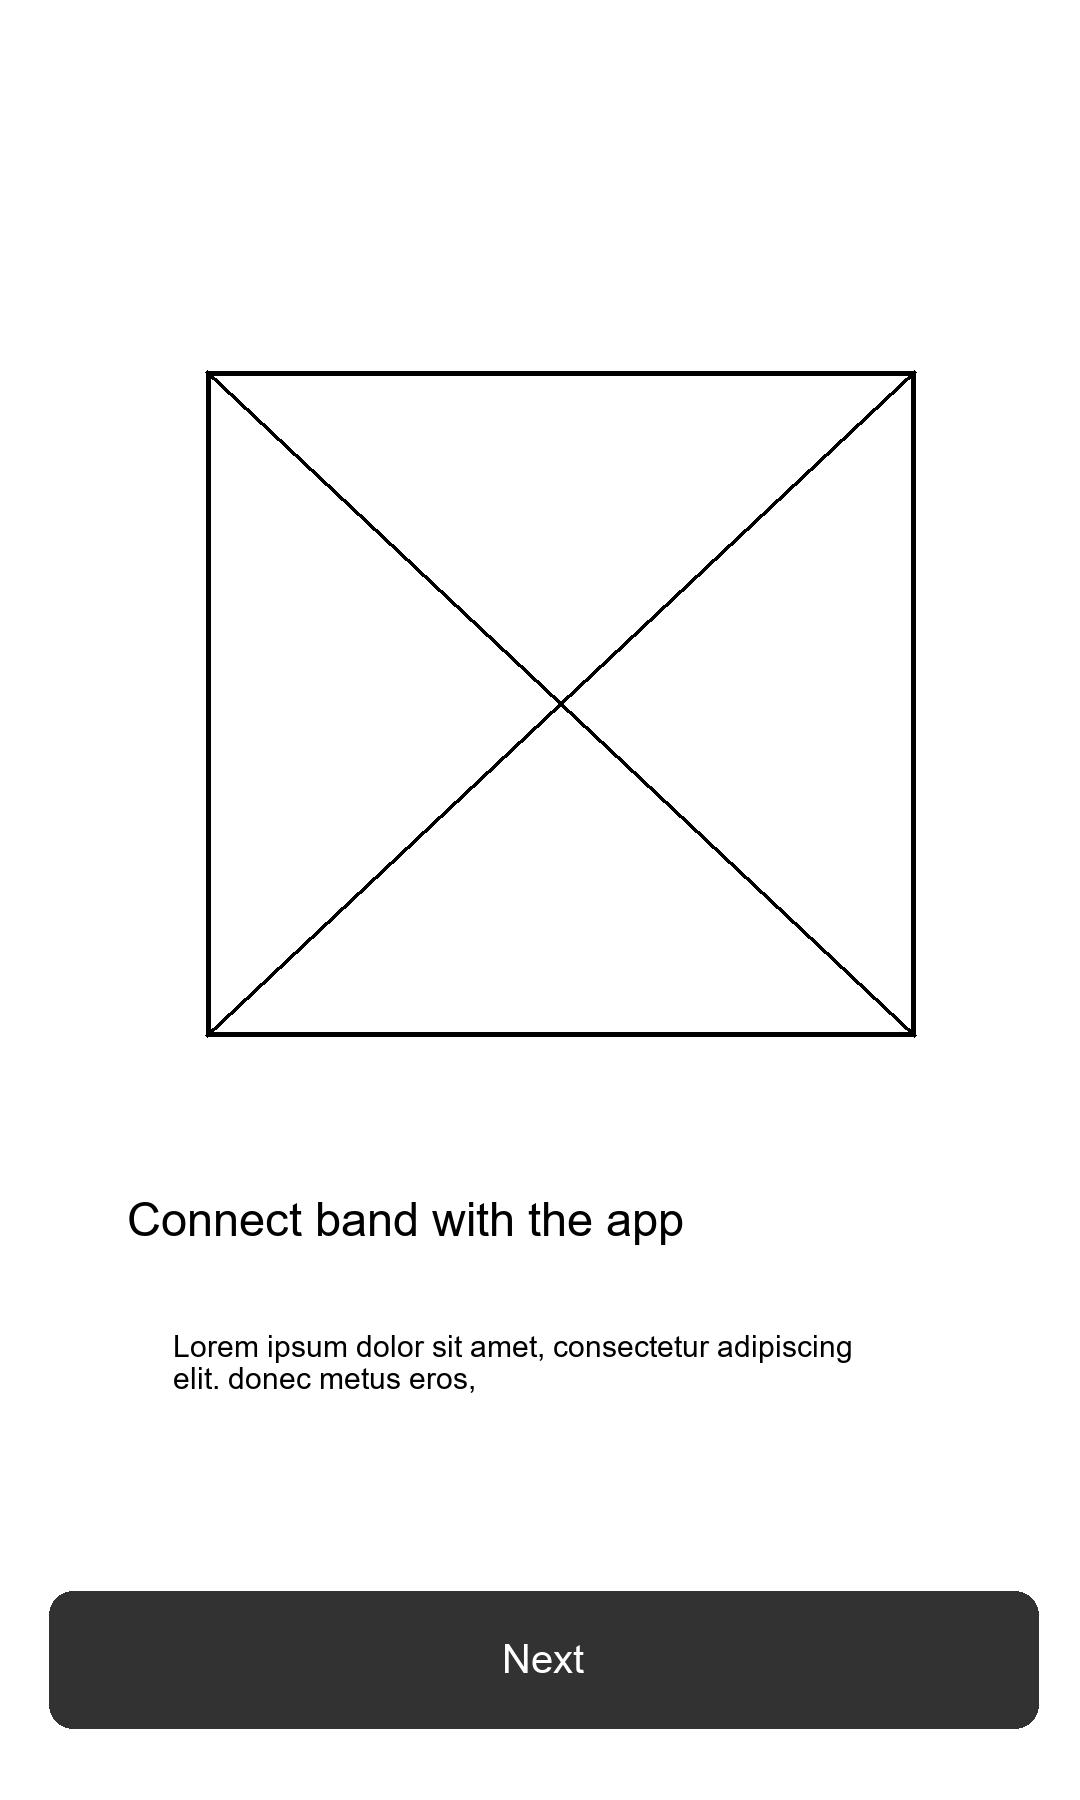 Connect band with the app
Lorem ipsum dolor sit amet, consectetur adipiscing
elit. donec metus eros,
Next